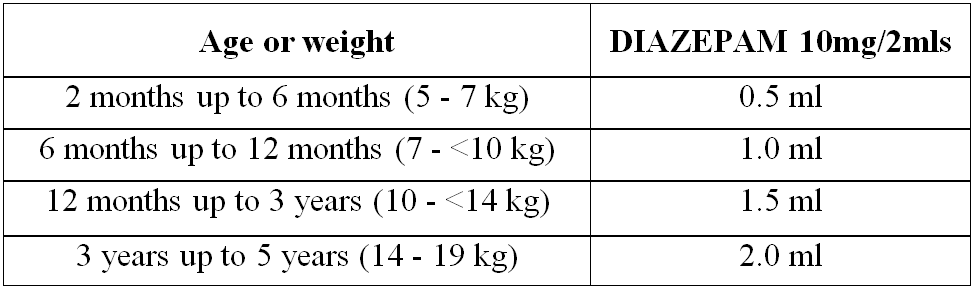 Age or weight DIAZEPAM 10mg/2mls
2 months up to 6 months (5 - 7 kg) 0.5 ml
6 months up to 12 months (7 - <10 kg) 1.0 ml
12 months up to 3 years (10 - <14 kg) 1.5 ml
3 years up to 5 years (14 - 19 kg) 2.0 ml